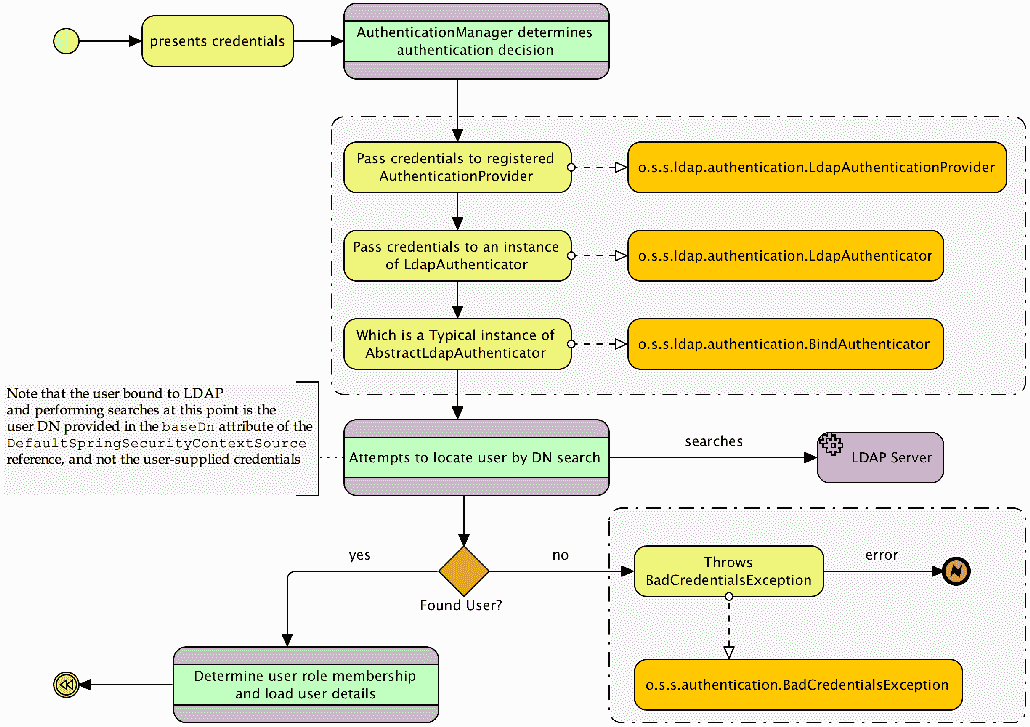 presents credentials
AuthenticationManager determines
authentication decision
Pass credentials to registered
AuthenticationProvider
o.s.s.ldap.authentication.LdapAuthenticationProvider
Pass credentials to an instance
of LdapAuthenticator
o.s.s.ldap.authentication.LdapAuthenticator
Which is a Typical instance of
AbstractLdapAuthenticator
o.s.s.ldap.authentication.BindAuthenticator
Note that the user bound to LDAP
and performing searches at this point is the
user DN provided in the baseDn attribute of the
DefaultSpringSecurityContextSource
reference, and not the user-supplied credentials
Attempts to locate user by DN search
searches
LDAP Server
yes
no
Found User?
Throws
BadCredentialsException
error
Determine user role membership
and load user details
o.s.s.authentication.BadCredentialsException